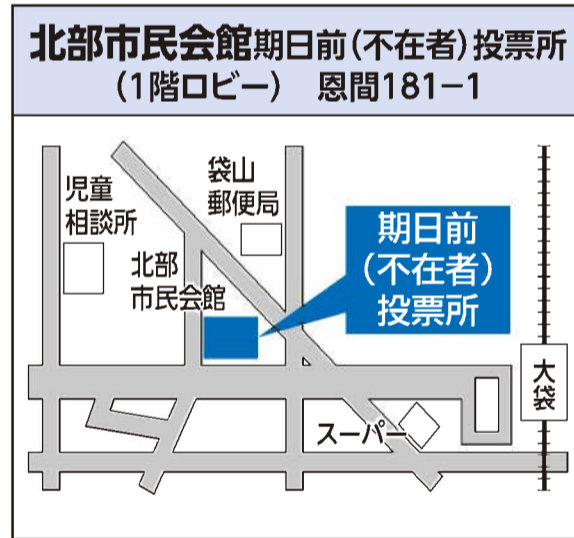 北部市民会館期日前(不在者)投票所
(1階ロビー) 恩間181−1
児童
相談所
袋山
郵便局
北部
市民会館
期日前
(不在者)
投票所
大袋
スーパー